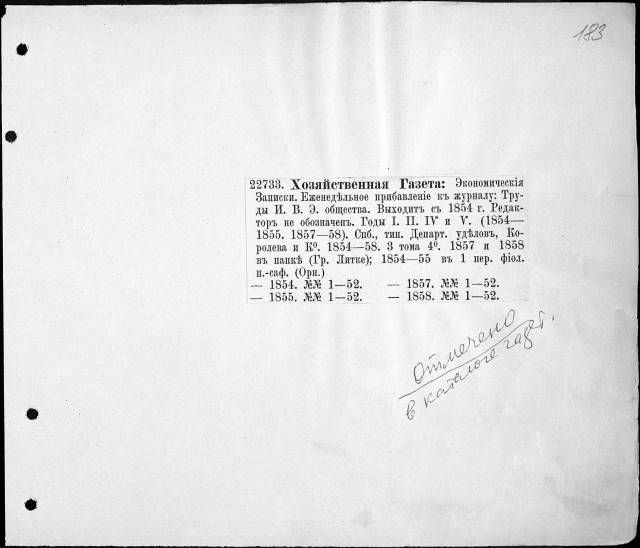 183
22733. Хозяйственная Газета: Экономическія
Записки. Еженедѣльное прибавленіе къ журналу: Тру-
ды И. В. Э. общества. Выходитъ съ 1854 г. Редак-
торъ не обозначенъ. Годы I. II. IV и V. (1854—
1855. 1857—58). Спб., тип. Департ. удѣловъ, Ко-
ролева и К⁰. 1854—58. 3 тома 4⁰. 1857 и 1858
въ папкѣ (Гр. Литке); 1854—55 въ 1 пер. фіол.
п.-саф. (Ори.)
— 1854. №№ 1—52. — 1857. №№ 1—52.
— 1855. №№ 1—52. — 1858. №№ 1—52.
Отмечено
в каталоге газет.